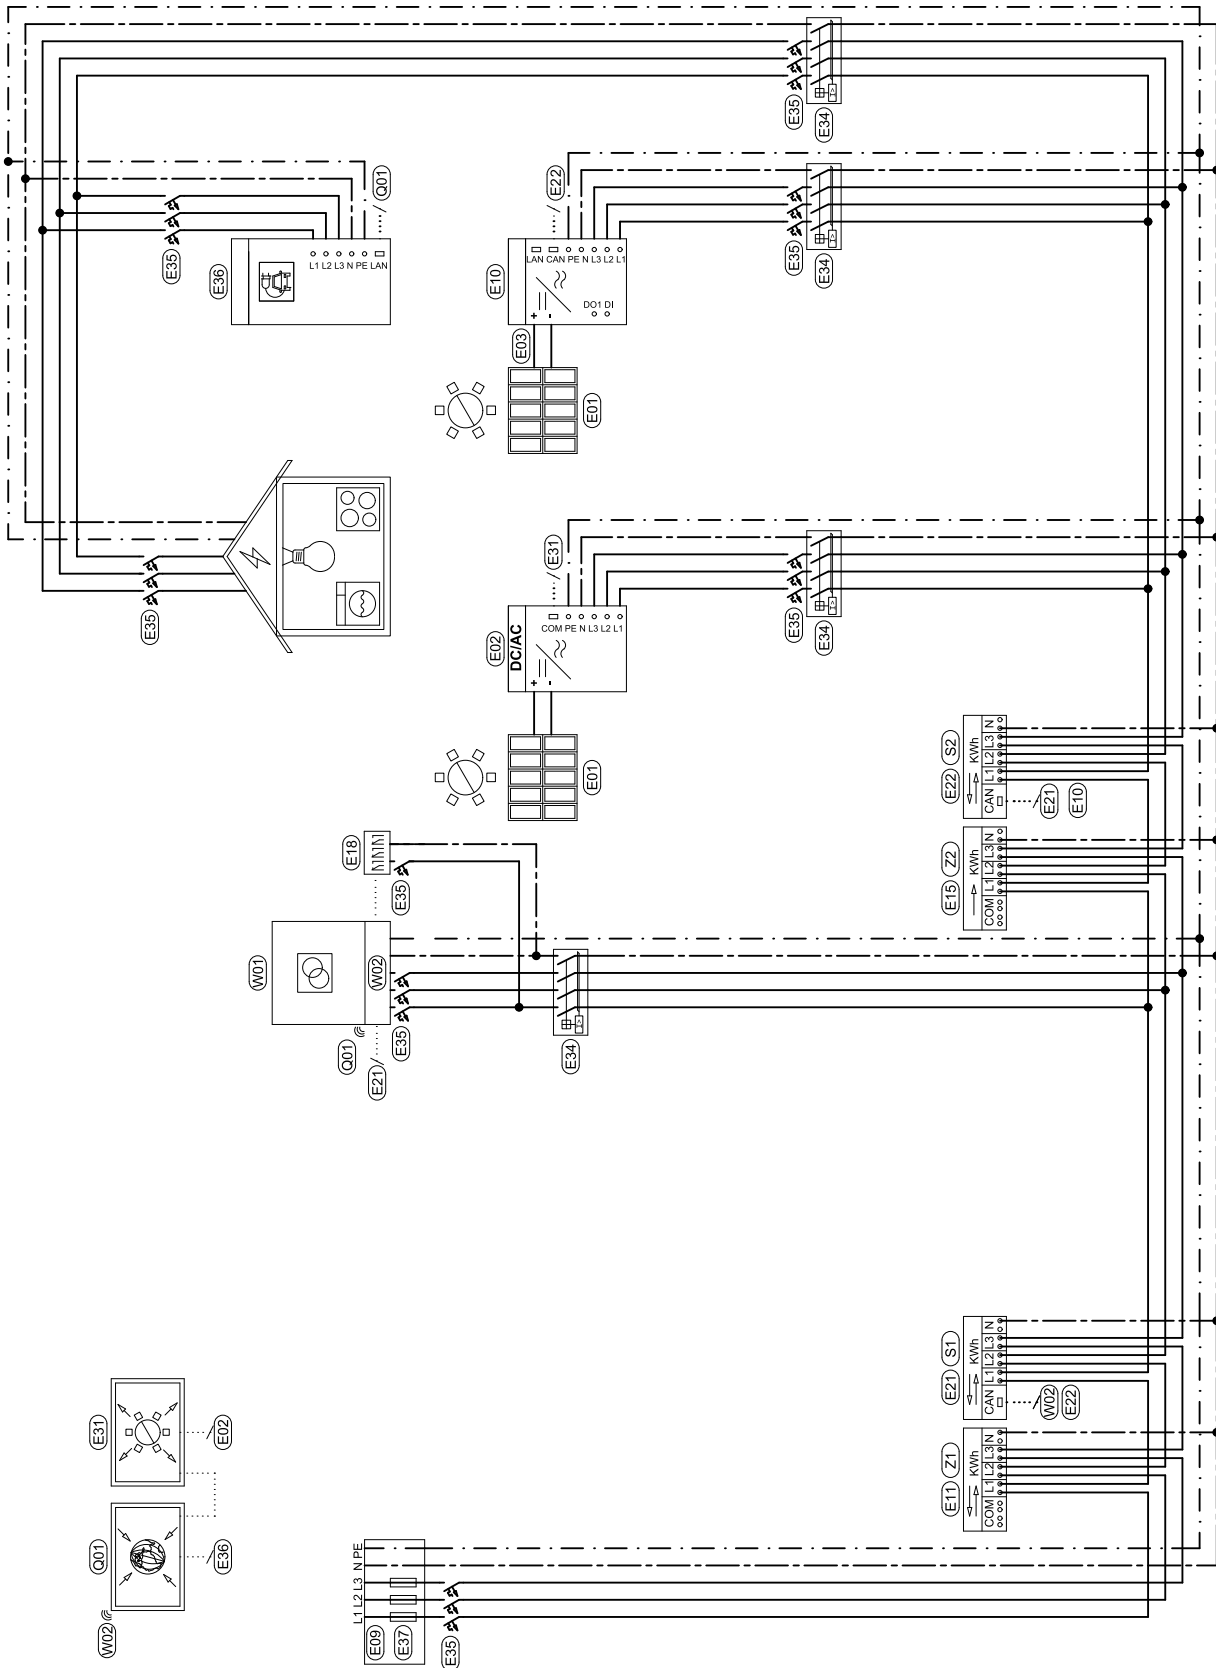 E35
E34
Q01
E35
E36
L1 L2 L3 N PE LAN
E22
E10
LAN CAN PE N L3 L2 L1
+
-
DO1 DI
E03
E01
E35
E34
I>
I>
E35
E31
E02
DC/AC
COM PE N L3 L2 L1
+
-
E01
E35
E34
I>
E22
S2
CAN L1 L2 L3 N
KWh
E21
E10
E15
Z2
COM L1 L2 L3 N
KWh
E18
E35
W01
W02
Q01
E21
E35
E34
I>
E21
S1
CAN L1 L2 L3 N
KWh
W02
E22
E11
Z1
COM L1 L2 L3 N
KWh
E31
E02
Q01
E36
W02
L1 L2 L3 N PE
E09
E37
E35